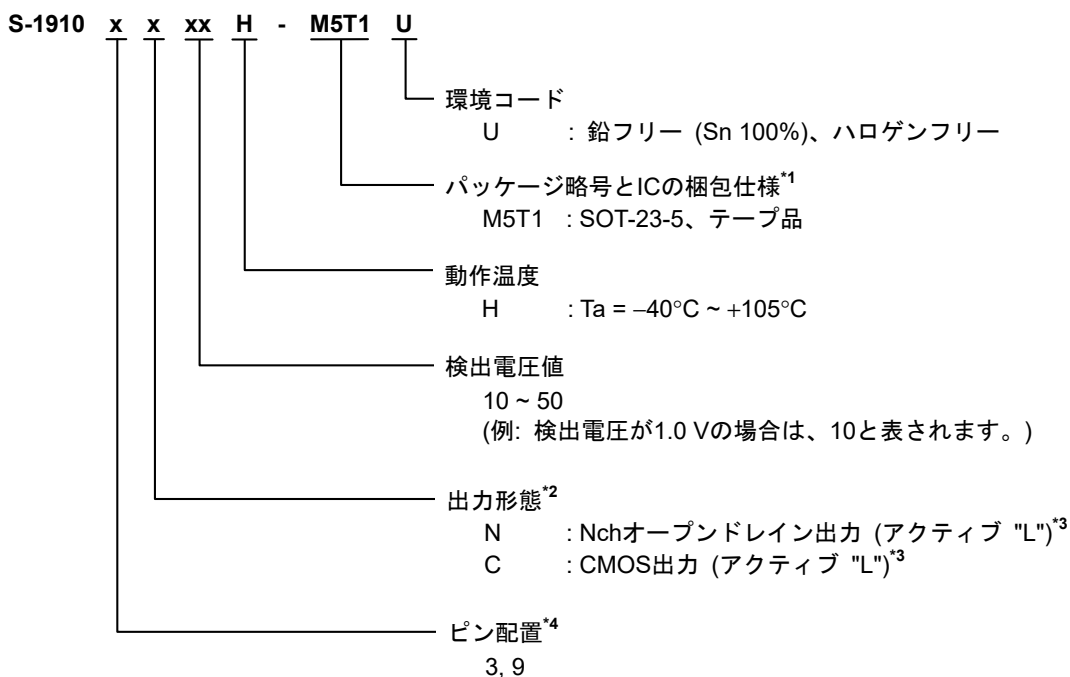 S-1910 x x xx H - M5T1 U
環境コード
U : 鉛フリー (Sn 100%)、ハロゲンフリー
パッケージ略号とICの梱包仕様*1
M5T1 : SOT-23-5、テープ品
動作温度
H : Ta = −40°C ~ +105°C
検出電圧値
10 ~ 50
(例: 検出電圧が1.0 Vの場合は、10と表されます。)
出力形態*2
N : Nchオープンドレイン出力 (アクティブ "L")*3
C : CMOS出力 (アクティブ "L")*3
ピン配置*4
3, 9